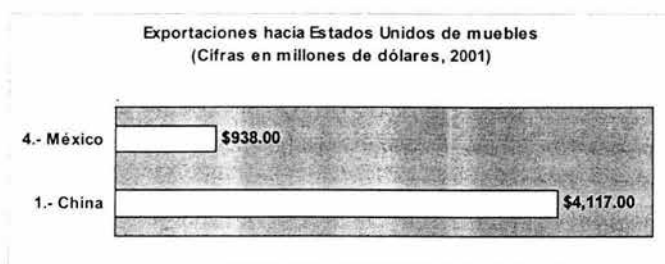 Exportaciones hacia Estados Unidos de muebles
(Cifras en millones de dólares, 2001)
4.- México $938.00
1.- China $4,117.00